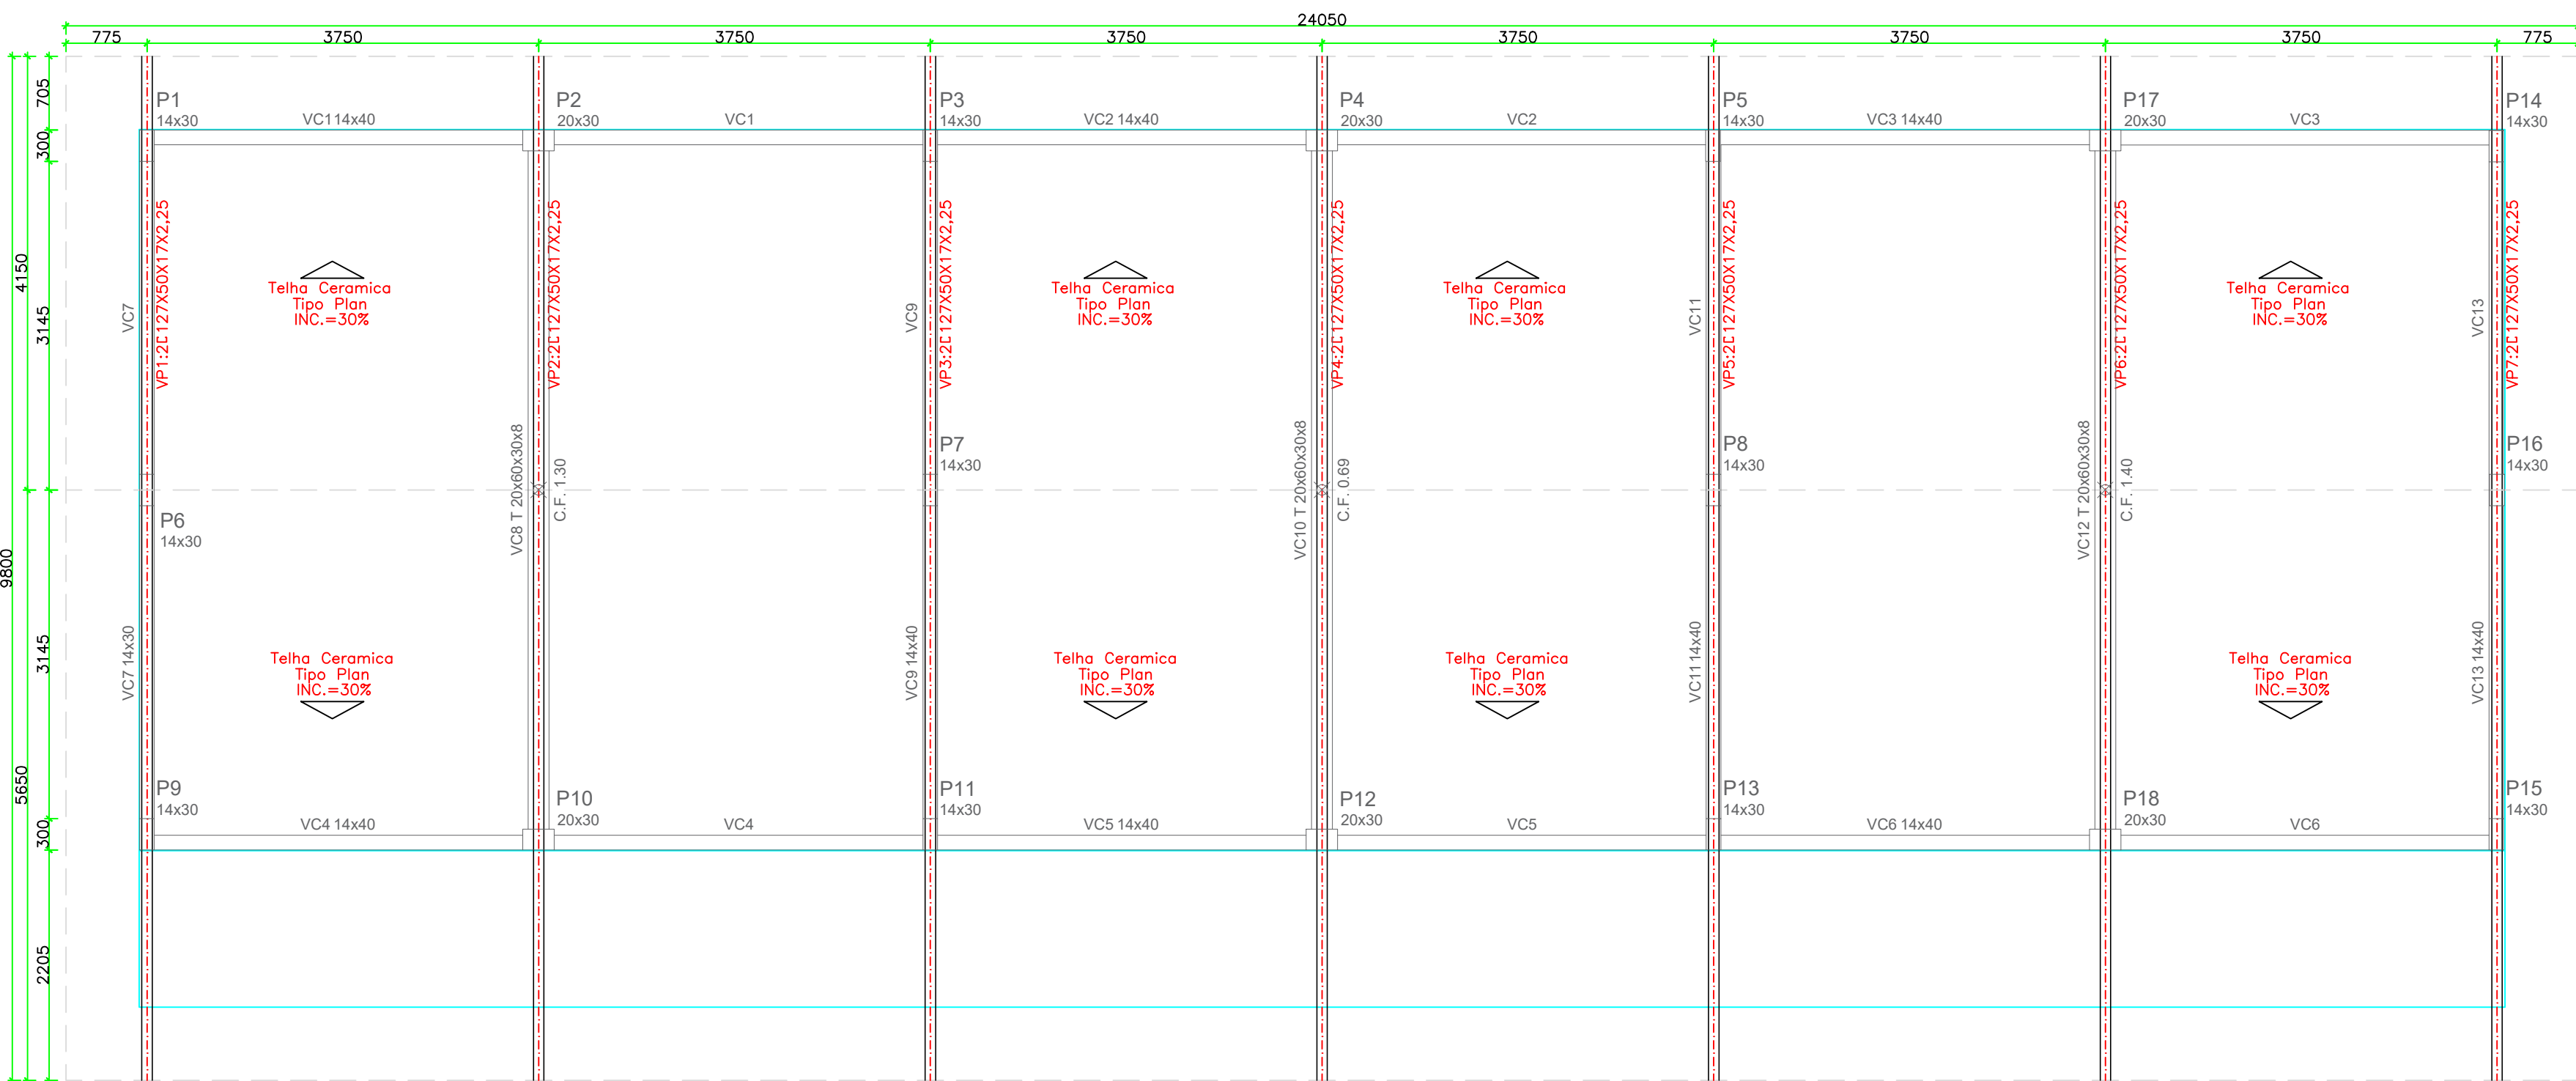 24050
775
3750
3750
3750
3750
3750
3750
775
P1
14x30
VC1 14x40
P2
20x30
VC1
P3
14x30
VC2 14x40
P4
20x30
VC2
P5
14x30
VC3 14x40
P17
20x30
VC3
P14
14x30
705
300
4150
3145
9800
3145
5650
300
2205
VC7
VP1:2[127X50X17X2,25
VP2:2[127X50X17X2,25
VC9
VP3:2[127X50X17X2,25
VP4:2[127X50X17X2,25
VC11
VP5:2[127X50X17X2,25
VP6:2[127X50X17X2,25
VC13
VP7:2[127X50X17X2,25
Telha Ceramica
Tipo Plan
INC.=30%
Telha Ceramica
Tipo Plan
INC.=30%
Telha Ceramica
Tipo Plan
INC.=30%
Telha Ceramica
Tipo Plan
INC.=30%
P6
14x30
VC8 T 20x60x30x8
C.F. 1.30
P7
14x30
VC10 T 20x60x30x8
C.F. 0.69
P8
14x30
VC12 T 20x60x30x8
C.F. 1.40
P16
14x30
VC7 14x30
VC9 14x40
VC11 14x40
VC13 14x40
Telha Ceramica
Tipo Plan
INC.=30%
Telha Ceramica
Tipo Plan
INC.=30%
Telha Ceramica
Tipo Plan
INC.=30%
Telha Ceramica
Tipo Plan
INC.=30%
P9
14x30
VC4 14x40
P10
20x30
VC4
P11
14x30
VC5 14x40
P12
20x30
VC5
P13
14x30
VC6 14x40
P18
20x30
VC6
P15
14x30